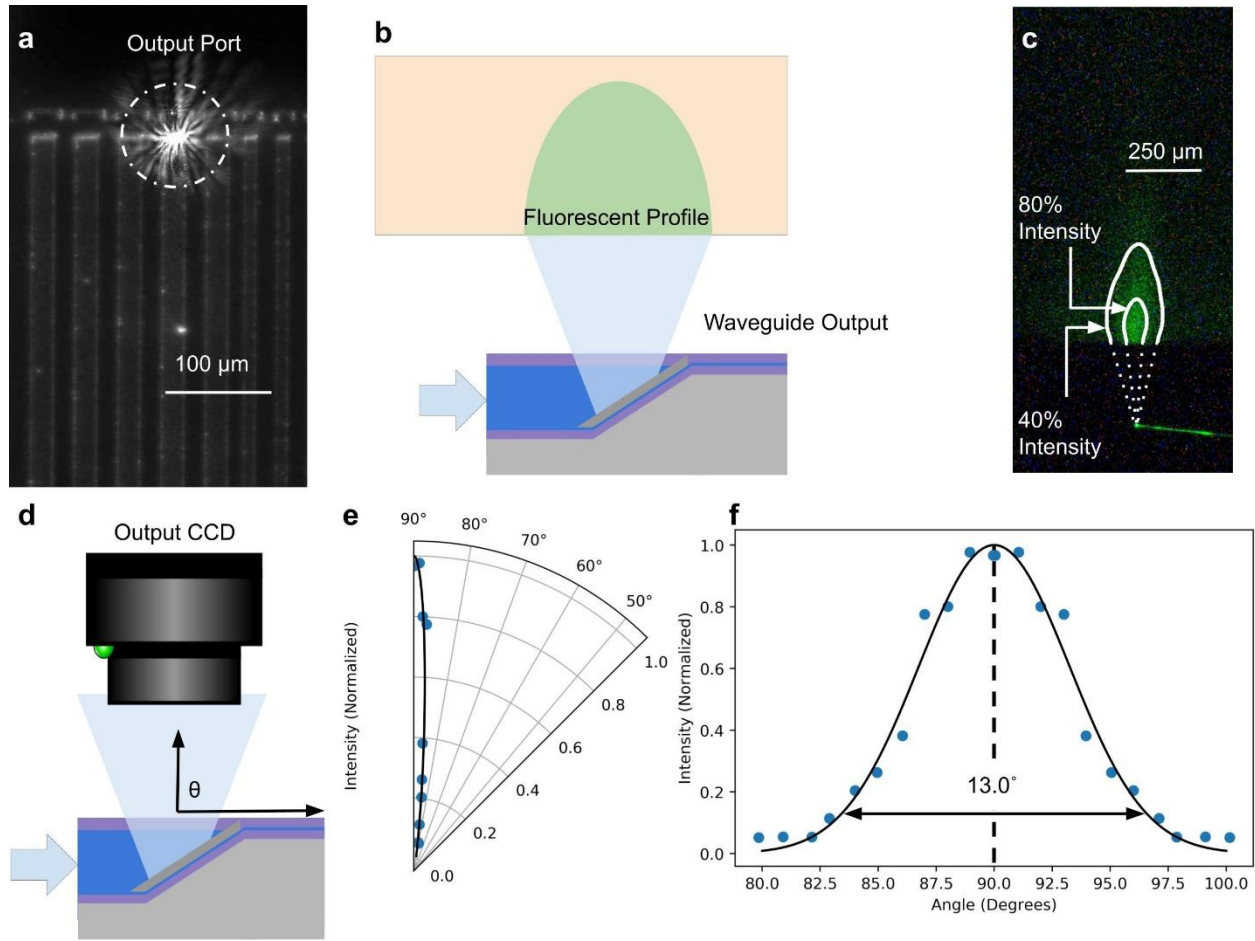 a
Output Port
100 μm
b
Fluorescent Profile
Waveguide Output
c
250 μm
80%
Intensity
40%
Intensity
d
Output CCD
θ
e
90°
80°
70°
60°
50°
1.0
0.8
0.6
0.4
0.2
0.0
Intensity (Normalized)
f
1.0
0.8
0.6
0.4
0.2
0.0
Intensity (Normalized)
13.0°
80.0 82.5 85.0 87.5 90.0 92.5 95.0 97.5 100.0
Angle (Degrees)